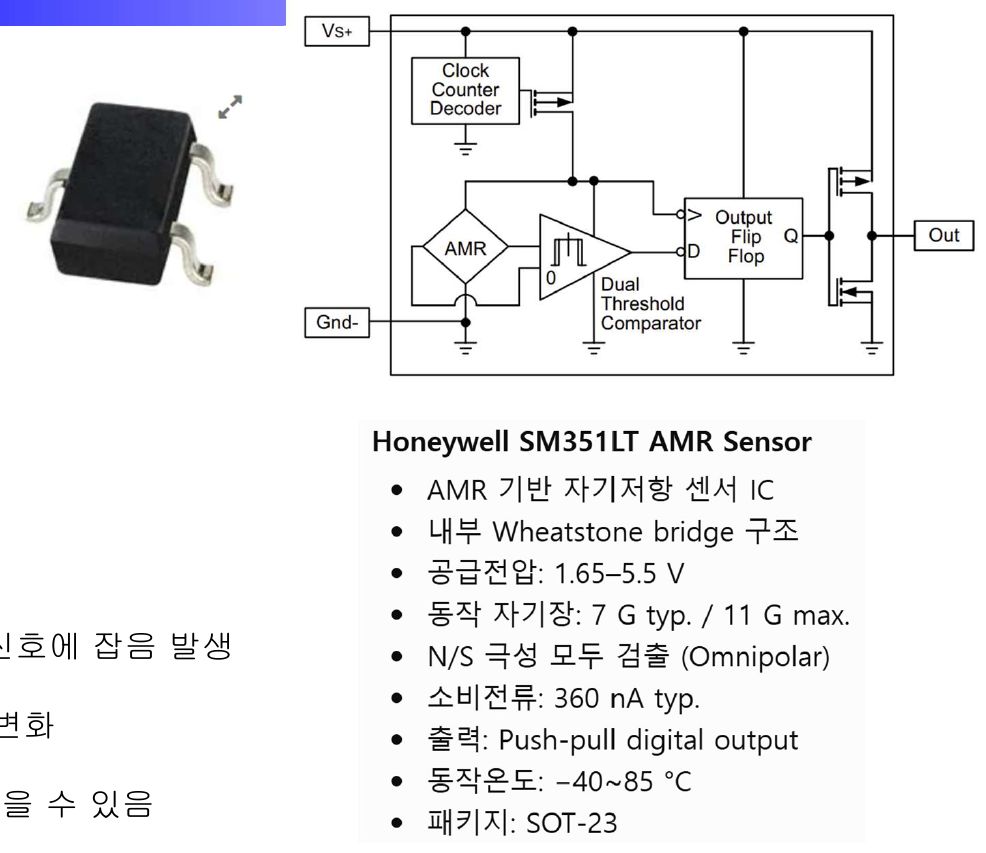 Vs+
Clock
Counter
Decoder
AMR
0
Dual
Threshold
Comparator
>
D
Output
Flip
Flop
Q
Out
Gnd-
Honeywell SM351LT AMR Sensor
• AMR 기반 자기저항 센서 IC
• 내부 Wheatstone bridge 구조
• 공급전압: 1.65–5.5 V
• 동작 자기장: 7 G typ. / 11 G max.
• N/S 극성 모두 검출 (Omnipolar)
• 소비전류: 360 nA typ.
• 출력: Push-pull digital output
• 동작온도: −40~85 °C
• 패키지: SOT-23
신호에 잡음 발생
변화
을 수 있음